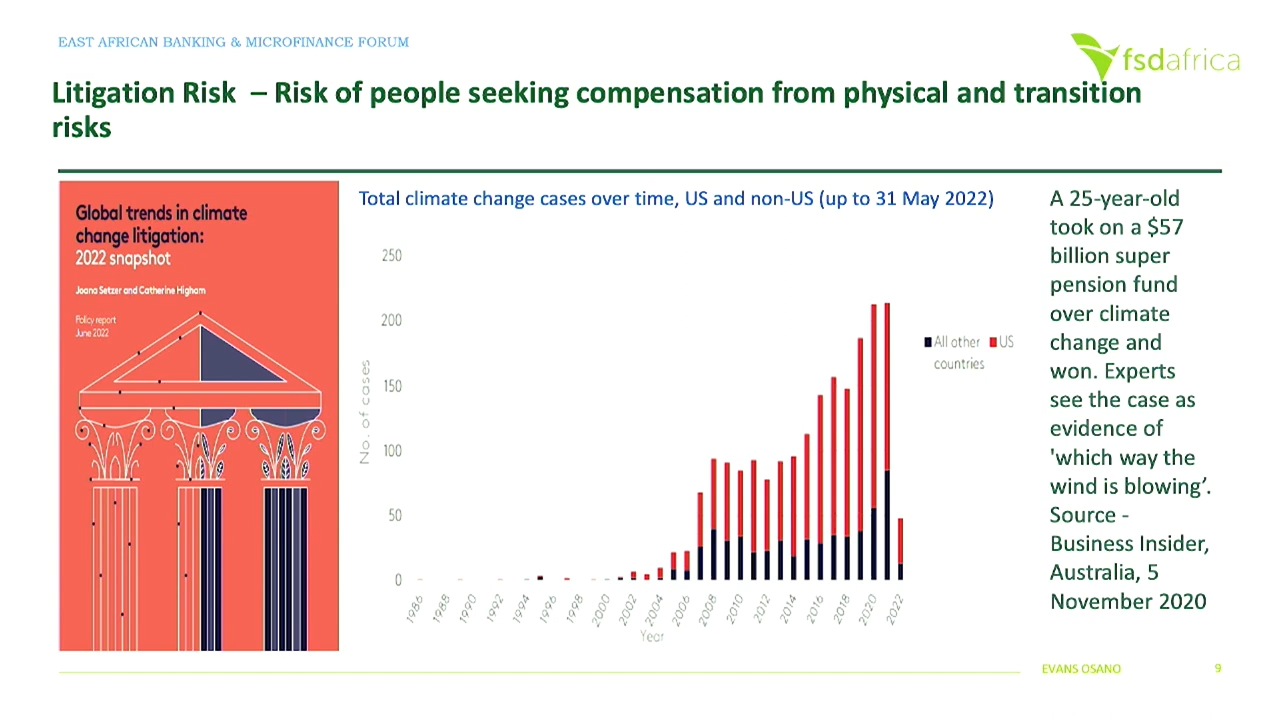 EAST AFRICAN BANKING & MICROFINANCE FORUM
fsdafrica
Litigation Risk – Risk of people seeking compensation from physical and transition
risks
Global trends in climate
change litigation:
2022 snapshot
Joana Setzer and Catherine Higham
Policy report
June 2022
Total climate change cases over time, US and non-US (up to 31 May 2022)
250
200
150
100
50
0
No. of cases
1986
1988
1990
1992
1994
1996
1998
2000
2002
2004
2006
2008
2010
2012
2014
2016
2018
2020
2022
Year
All other
countries
US
A 25-year-old
took on a $57
billion super
pension fund
over climate
change and
won. Experts
see the case as
evidence of
'which way the
wind is blowing’.
Source -
Business Insider,
Australia, 5
November 2020
EVANS OSANO
9